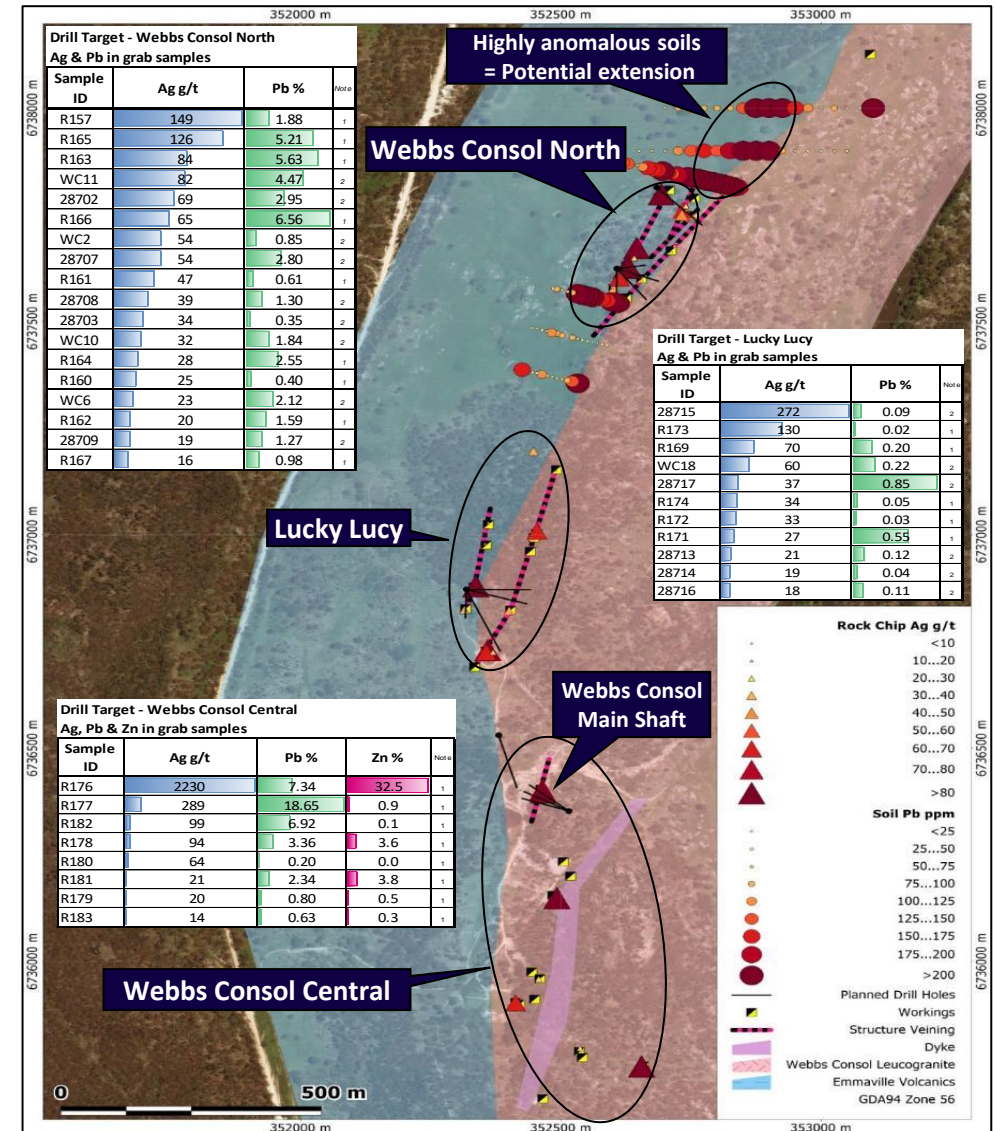 352000 m 352500 m 353000 m
Drill Target - Webbs Consol North
Ag & Pb in grab samples
Sample ID Ag g/t Pb % Note
R157 149 1.88 1
R165 126 5.21 1
R163 84 5.63 1
WC11 82 4.47 2
28702 69 2.95 2
R166 65 6.56 1
WC2 54 0.85 2
28707 54 2.80 2
R161 47 0.61 1
28708 39 1.30 2
28703 34 0.35 2
WC10 32 1.84 2
R164 28 2.55 1
R160 25 0.40 1
WC6 23 2.12 2
R162 20 1.59 1
28709 19 1.27 2
R167 16 0.98 1
Highly anomalous soils
= Potential extension
Webbs Consol North
6738000 m 6738000 m
6737500 m 6737500 m
Drill Target - Lucky Lucy
Ag & Pb in grab samples
Sample ID Ag g/t Pb % Note
28715 272 0.09 2
R173 130 0.02 1
R169 70 0.20 1
WC18 60 0.22 2
28717 37 0.85 2
R174 34 0.05 1
R172 33 0.03 1
R171 27 0.55 1
28713 21 0.12 2
28714 19 0.04 2
28716 18 0.11 2
Lucky Lucy
6737000 m 6737000 m
Webbs Consol
Main Shaft
6736500 m 6736500 m
Drill Target - Webbs Consol Central
Ag, Pb & Zn in grab samples
Sample ID Ag g/t Pb % Zn % Note
R176 2230 7.34 32.5 1
R177 289 18.65 0.9 1
R182 99 6.92 0.1 1
R178 94 3.36 3.6 1
R180 64 0.20 0.0 1
R181 21 2.34 3.8 1
R179 20 0.80 0.5 1
R183 14 0.63 0.3 1
Webbs Consol Central
6736000 m 6736000 m
Rock Chip Ag g/t
<10
10...20
20...30
30...40
40...50
50...60
60...70
70...80
>80
Soil Pb ppm
<25
25...50
50...75
75...100
100...125
125...150
150...175
175...200
>200
Planned Drill Holes
Workings
Structure Veining
Dyke
Webbs Consol Leucogranite
Emmaville Volcanics
GDA94 Zone 56
0 500 m
352000 m 352500 m 353000 m